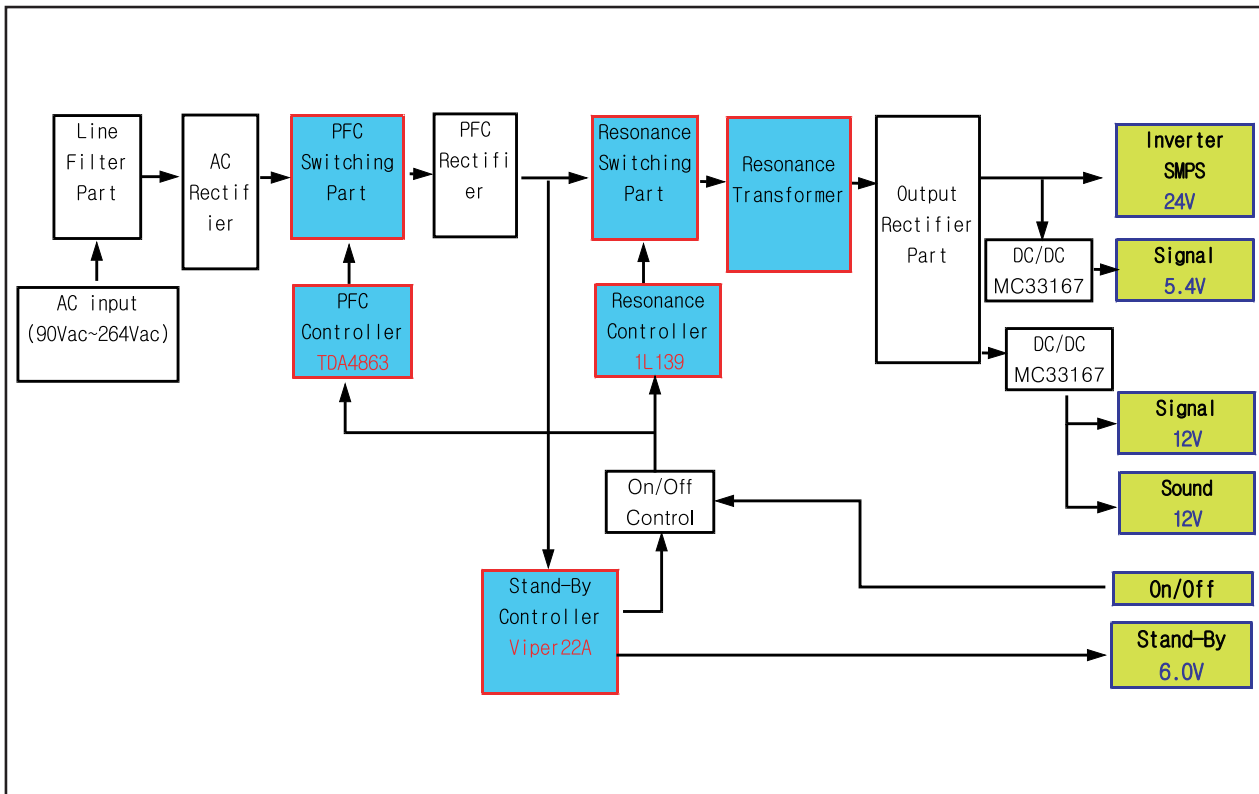 Line
Filter
Part
AC
Rectif
ier
PFC
Switching
Part
PFC
Rectifi
er
Resonance
Switching
Part
Resonance
Transformer
Output
Rectifier
Part
Inverter
SMPS
24V
DC/DC
MC33167
Signal
5.4V
AC input
(90Vac~264Vac)
PFC
Controller
TDA4863
Resonance
Controller
1L139
DC/DC
MC33167
Signal
12V
Sound
12V
On/Off
Control
On/Off
Stand-By
Controller
Viper22A
Stand-By
6.0V